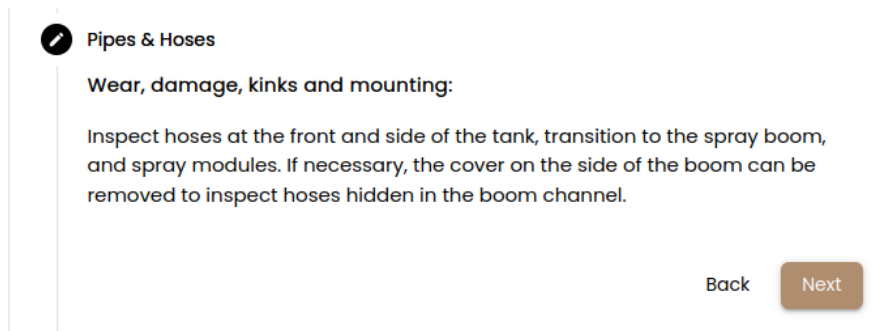 Pipes & Hoses
Wear, damage, kinks and mounting:
Inspect hoses at the front and side of the tank, transition to the spray boom,
and spray modules. If necessary, the cover on the side of the boom can be
removed to inspect hoses hidden in the boom channel.
Back Next